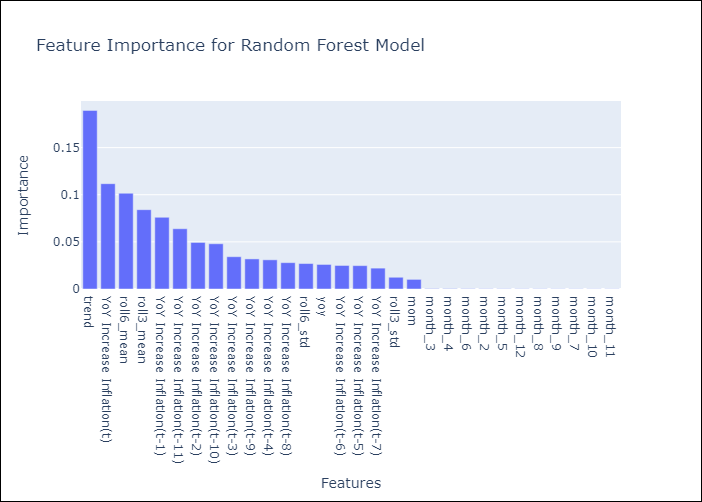 Feature Importance for Random Forest Model
Importance
0.15
0.1
0.05
0
trend
YoY Increase Inflation(t)
roll6_mean
roll3_mean
YoY Increase Inflation(t-1)
YoY Increase Inflation(t-11)
YoY Increase Inflation(t-2)
YoY Increase Inflation(t-10)
YoY Increase Inflation(t-3)
YoY Increase Inflation(t-9)
YoY Increase Inflation(t-4)
YoY Increase Inflation(t-8)
roll6_std
yoy
YoY Increase Inflation(t-6)
YoY Increase Inflation(t-5)
YoY Increase Inflation(t-7)
roll3_std
mom
month_3
month_4
month_6
month_2
month_5
month_12
month_8
month_9
month_7
month_10
month_11
Features